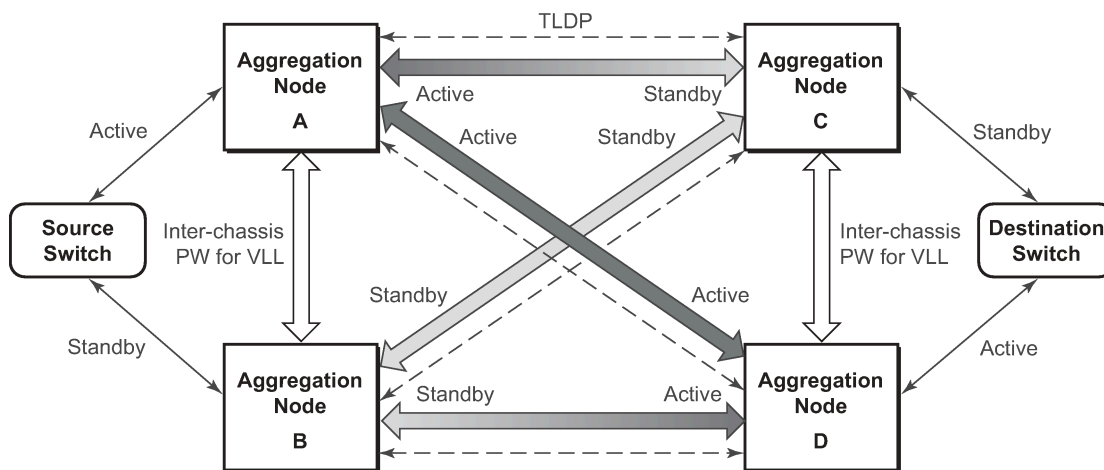 TLDP
Aggregation
Node
A
Aggregation
Node
C
Active
Standby
Active
Standby
Active
Standby
Source
Switch
Inter-chassis
PW for VLL
Inter-chassis
PW for VLL
Destination
Switch
Standby
Active
Standby
Active
Aggregation
Node
B
Standby
Active
Aggregation
Node
D